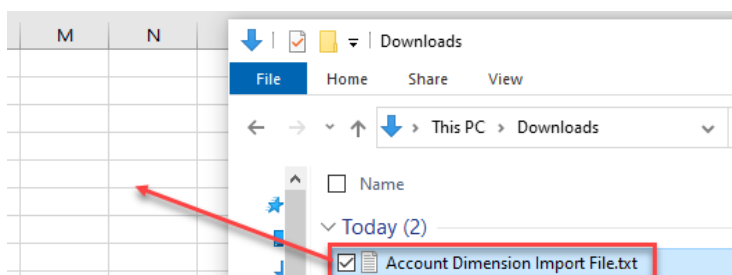 M N
Downloads
File Home Share View
This PC > Downloads
Name
Today (2)
Account Dimension Import File.txt